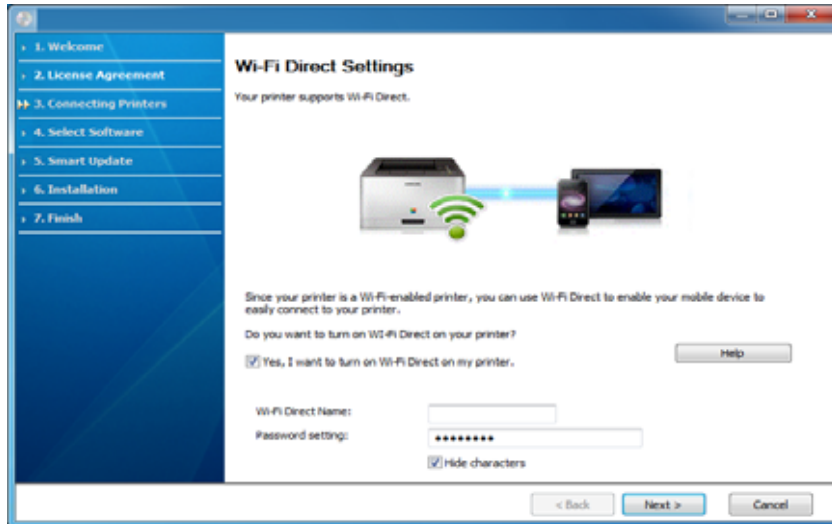 1. Welcome
2. License Agreement
3. Connecting Printers
4. Select Software
5. Smart Update
6. Installation
7. Finish
Wi-Fi Direct Settings
Your printer supports Wi-Fi Direct.
Since your printer is a Wi-Fi-enabled printer, you can use Wi-Fi Direct to enable your mobile device to
easily connect to your printer.
Do you want to turn on WI-Fi Direct on your printer?
Yes, I want to turn on Wi-Fi Direct on my printer.
Help
Wi-Fi Direct Name:
Password setting:
Hide characters
< Back
Next >
Cancel